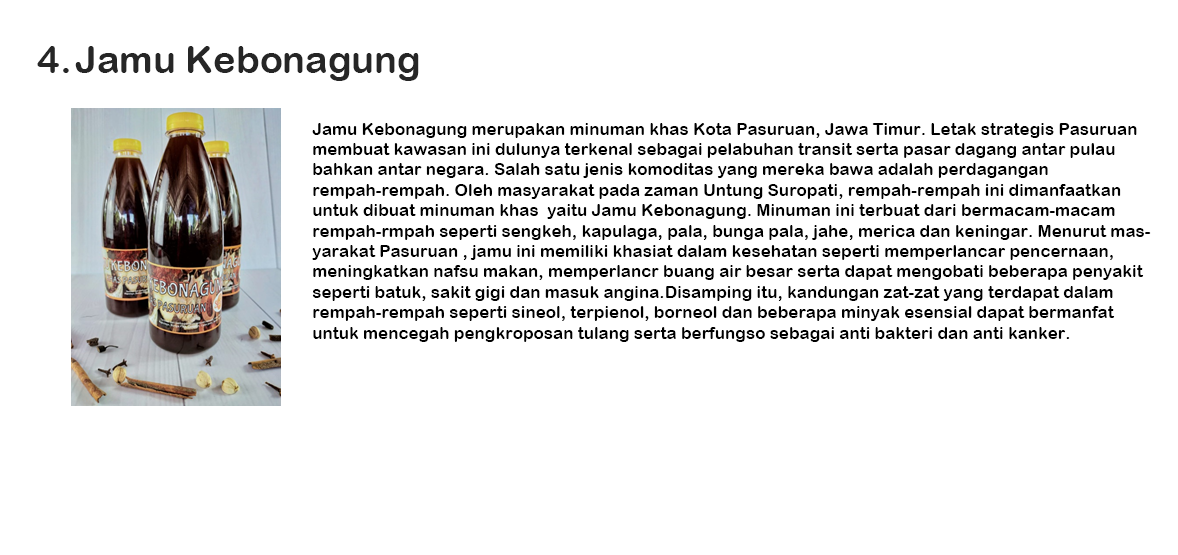 4. Jamu Kebonagung
Jamu Kebonagung merupakan minuman khas Kota Pasuruan, Jawa Timur. Letak strategis Pasuruan
membuat kawasan ini dulunya terkenal sebagai pelabuhan transit serta pasar dagang antar pulau
bahkan antar negara. Salah satu jenis komoditas yang mereka bawa adalah perdagangan
rempah-rempah. Oleh masyarakat pada zaman Untung Suropati, rempah-rempah ini dimanfaatkan
untuk dibuat minuman khas  yaitu Jamu Kebonagung. Minuman ini terbuat dari bermacam-macam
rempah-rmpah seperti sengkeh, kapulaga, pala, bunga pala, jahe, merica dan keningar. Menurut mas-
yarakat Pasuruan , jamu ini memiliki khasiat dalam kesehatan seperti memperlancar pencernaan,
meningkatkan nafsu makan, memperlancr buang air besar serta dapat mengobati beberapa penyakit
seperti batuk, sakit gigi dan masuk angina.Disamping itu, kandungan zat-zat yang terdapat dalam
rempah-rempah seperti sineol, terpienol, borneol dan beberapa minyak esensial dapat bermanfat
untuk mencegah pengkroposan tulang serta berfungso sebagai anti bakteri dan anti kanker.
KEBON
KEBONAGUN
PASURUAN